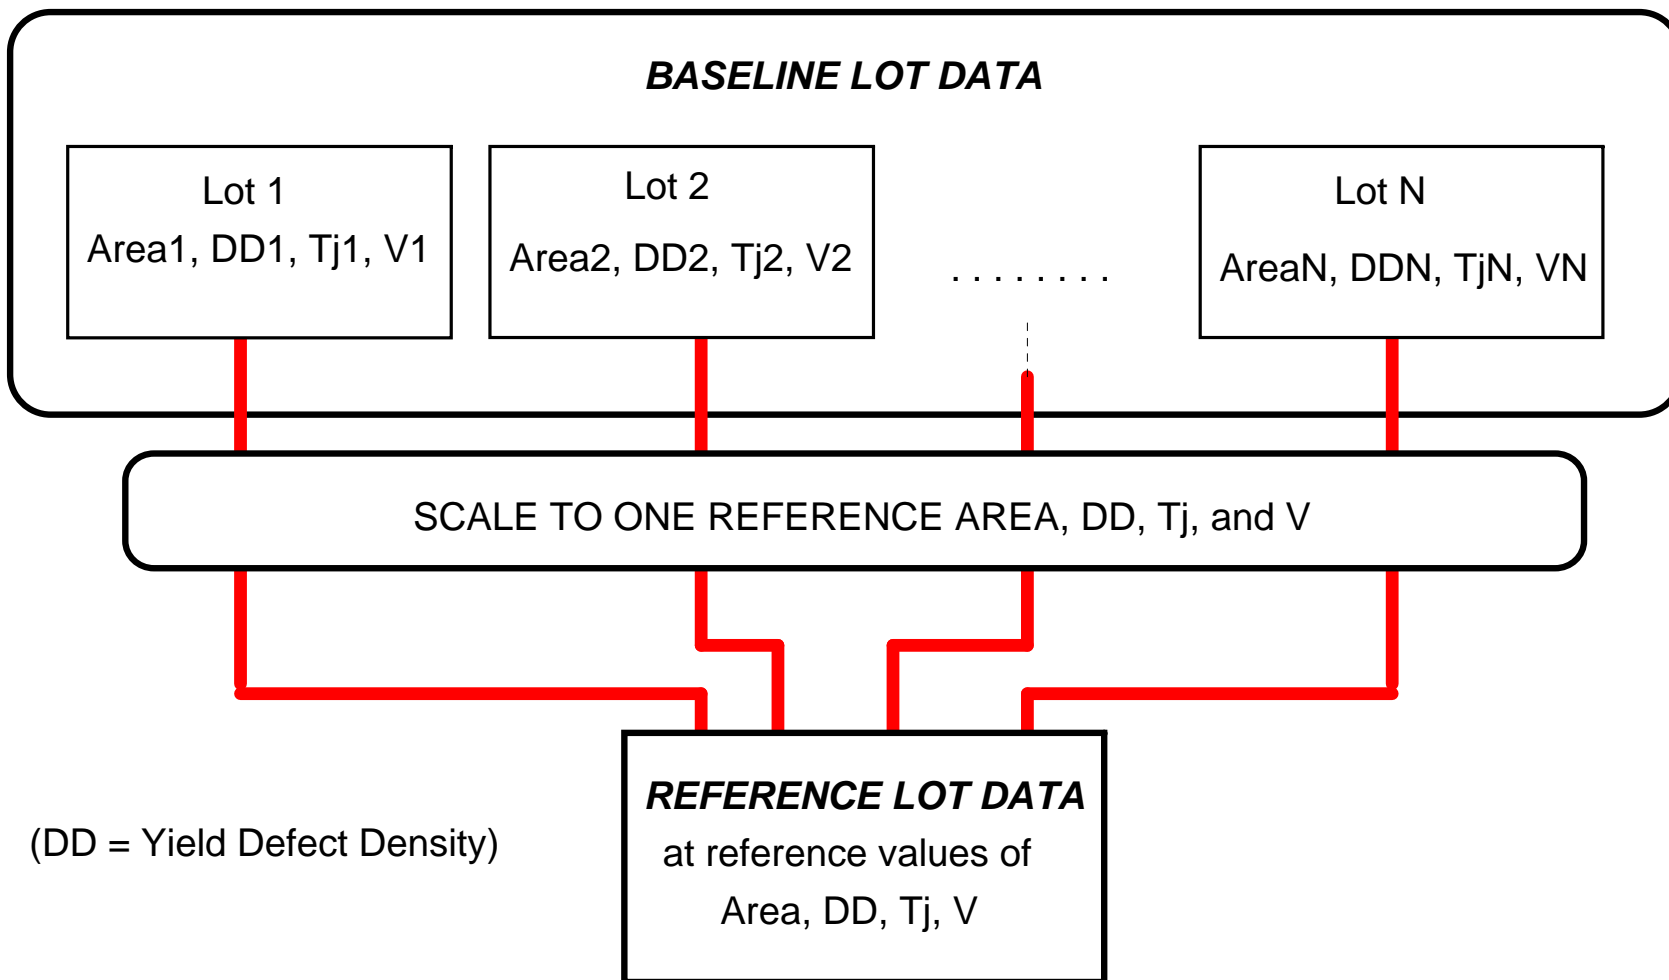 BASELINE LOT DATA
Lot 1
Area1, DD1, Tj1, V1
Lot 2
Area2, DD2, Tj2, V2
. . . . . . . .
Lot N
AreaN, DDN, TjN, VN
SCALE TO ONE REFERENCE AREA, DD, Tj, and V
REFERENCE LOT DATA
at reference values of
Area, DD, Tj, V
(DD = Yield Defect Density)